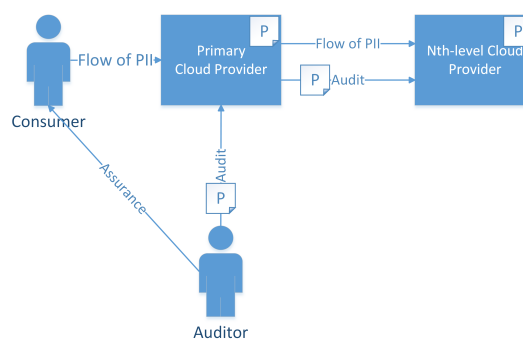 P
P
Primary
Cloud Provider
Flow of PII
Flow of PII
Nth-level Cloud
Provider
P
Audit
Consumer
Assurance
Audit
P
Auditor